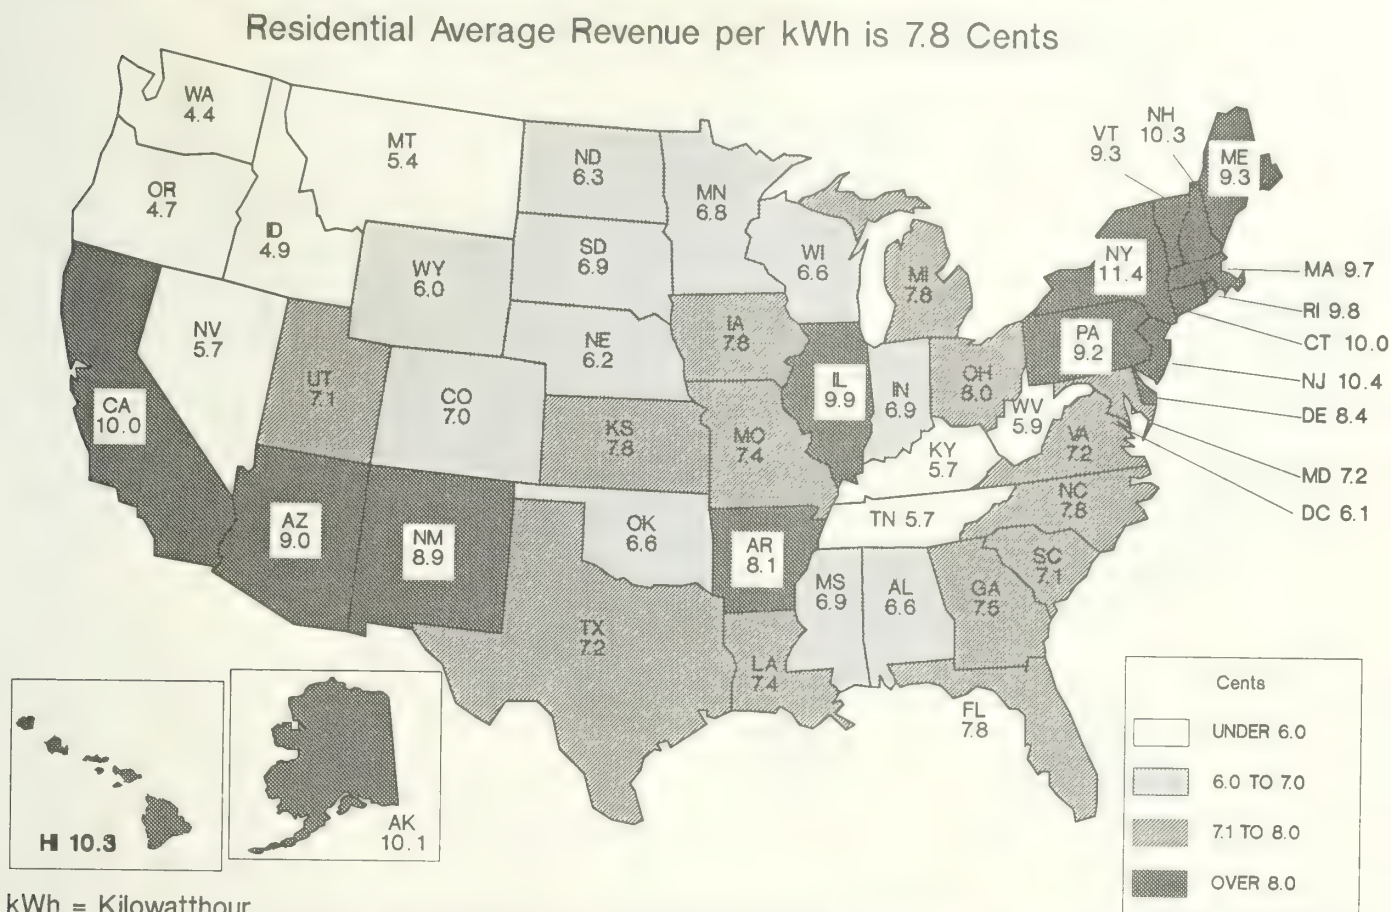 Residential Average Revenue per kWh is 7.8 Cents
WA
4.4
MT
5.4
OR
4.7
ID
4.9
WY
6.0
ND
6.3
SD
6.9
MN
6.8
WI
6.6
MI
7.8
VT
9.3
NH
10.3
ME
9.3
NY
11.4
MA 9.7
RI 9.8
CT 10.0
NJ 10.4
DE 8.4
MD 7.2
DC 6.1
PA
9.2
NV
5.7
UT
7.1
CO
7.0
NE
6.2
IA
7.8
IL
9.9
IN
6.9
OH
8.0
WV
5.9
VA
7.2
CA
10.0
KS
7.8
MO
7.4
KY
5.7
NC
7.8
AZ
9.0
NM
8.9
OK
6.6
AR
8.1
TN 5.7
SC
7.1
MS
6.9
AL
6.6
GA
7.5
TX
7.2
LA
7.4
FL
7.8
HI 10.3
AK
10.1
Cents
UNDER 6.0
6.0 TO 7.0
7.1 TO 8.0
OVER 8.0
kWh = Kilowatthour